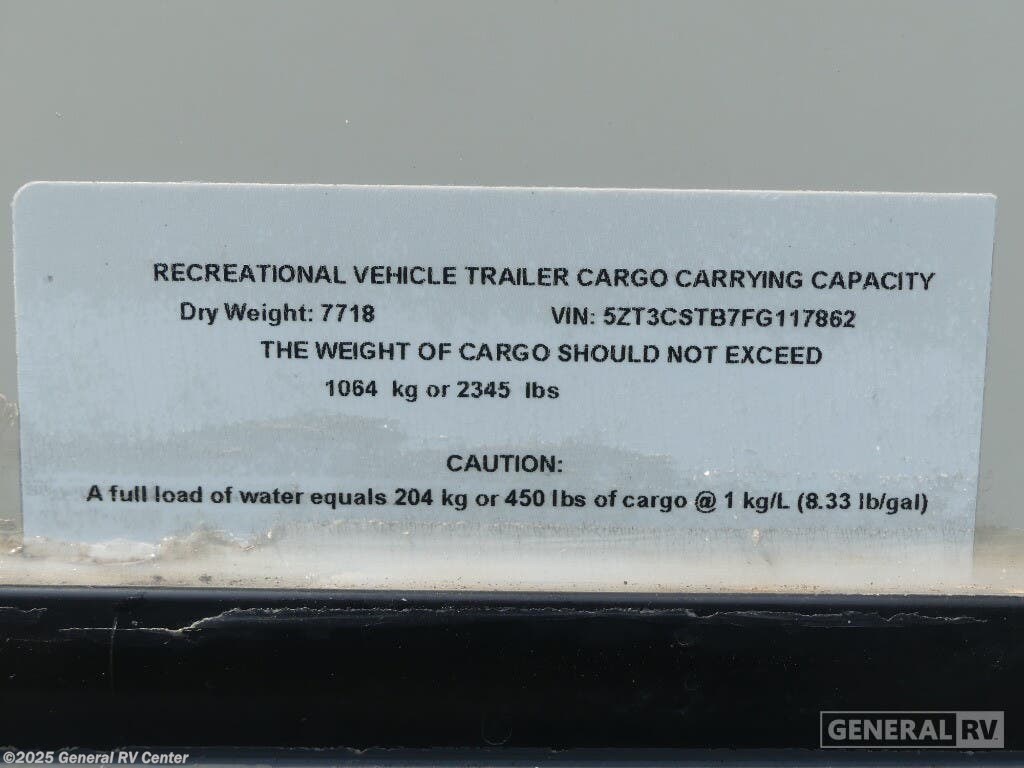 RECREATIONAL VEHICLE TRAILER CARGO CARRYING CAPACITY
Dry Weight: 7718 VIN: 5ZT3CSTB7FG117862
THE WEIGHT OF CARGO SHOULD NOT EXCEED
1064 kg or 2345 lbs
CAUTION:
A full load of water equals 204 kg or 450 lbs of cargo @ 1 kg/L (8.33 lb/gal)
GENERAL RV
©2025 General RV Center